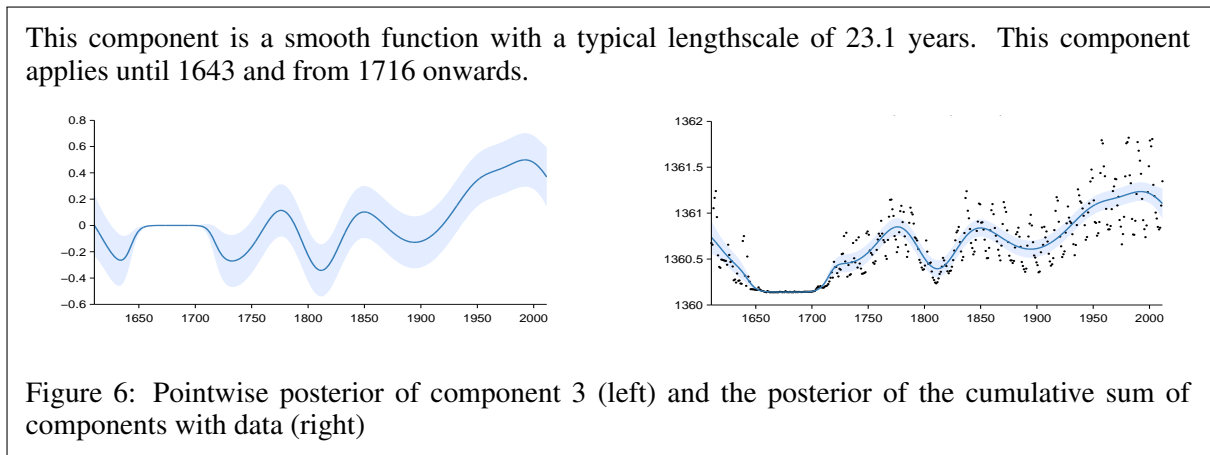 This component is a smooth function with a typical lengthscale of 23.1 years. This component
applies until 1643 and from 1716 onwards.
0.8
0.6
0.4
0.2
0
−0.2
−0.4
−0.6
1650 1700 1750 1800 1850 1900 1950 2000
1362
1361.5
1361
1360.5
1360
1650 1700 1750 1800 1850 1900 1950 2000
Figure 6: Pointwise posterior of component 3 (left) and the posterior of the cumulative sum of
components with data (right)